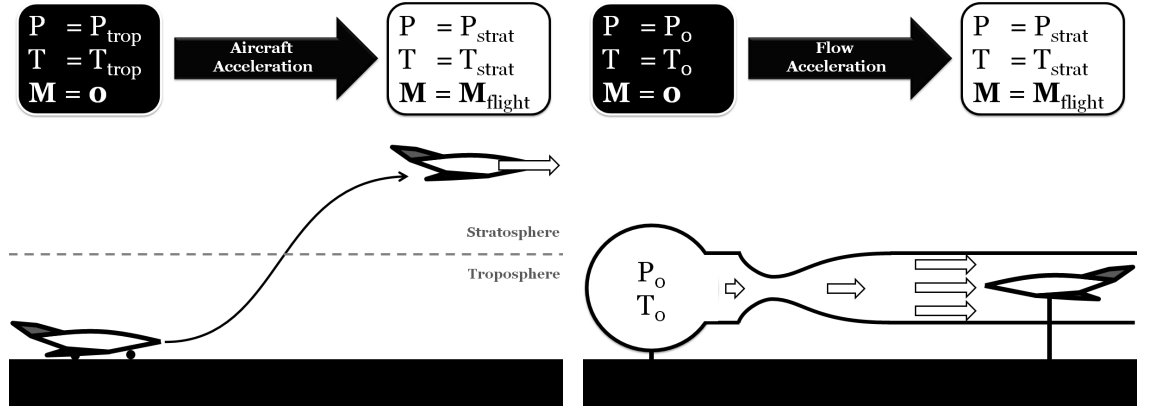 P = P_trop
T = T_trop
M = 0
Aircraft
Acceleration
P = P_strat
T = T_strat
M = M_flight
P = P_o
T = T_o
M = 0
Flow
Acceleration
P = P_strat
T = T_strat
M = M_flight
Stratosphere
Troposphere
P_o
T_o